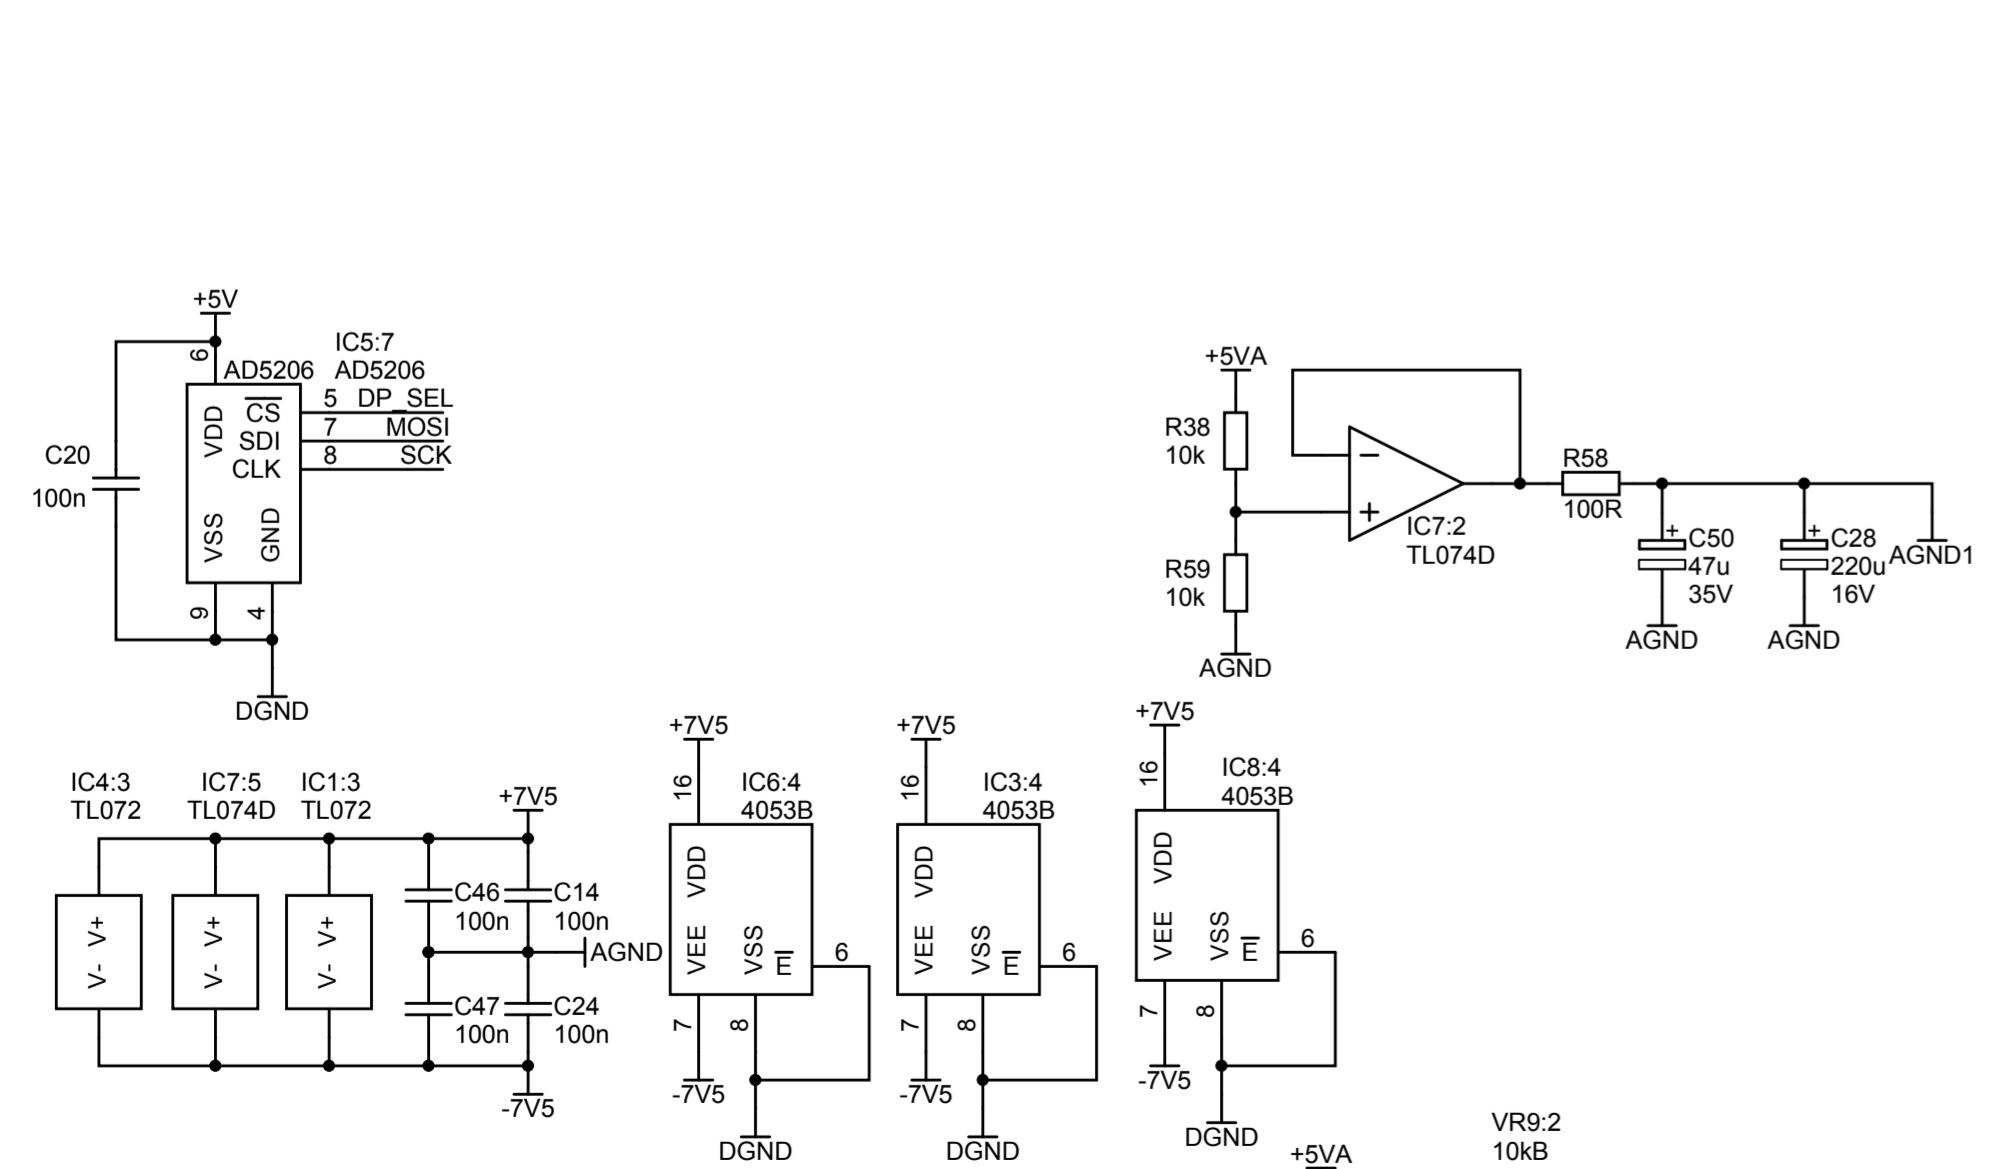 +5V
6
IC5:7
AD5206
AD5206
5 DP_SEL
7 MOSI
8 SCK
VDD
CS
SDI
CLK
C20
100n
VSS
GND
9
4
DGND
+5VA
R38
10k
R59
10k
AGND
−
+
IC7:2
TL074D
R58
100R
+
C50
47u
35V
AGND
+
C28
220u
16V
AGND
AGND1
IC4:3
TL072
IC7:5
TL074D
IC1:3
TL072
+7V5
V- V+
V- V+
V- V+
C46
100n
C14
100n
AGND
C47
100n
C24
100n
-7V5
+7V5
16
IC6:4
4053B
VDD
VEE
VSS
E
6
7
8
-7V5
DGND
+7V5
16
IC3:4
4053B
VDD
VEE
VSS
E
6
7
8
-7V5
DGND
+7V5
16
IC8:4
4053B
VDD
VEE
VSS
E
6
7
8
-7V5
DGND
+5VA
VR9:2
10kB